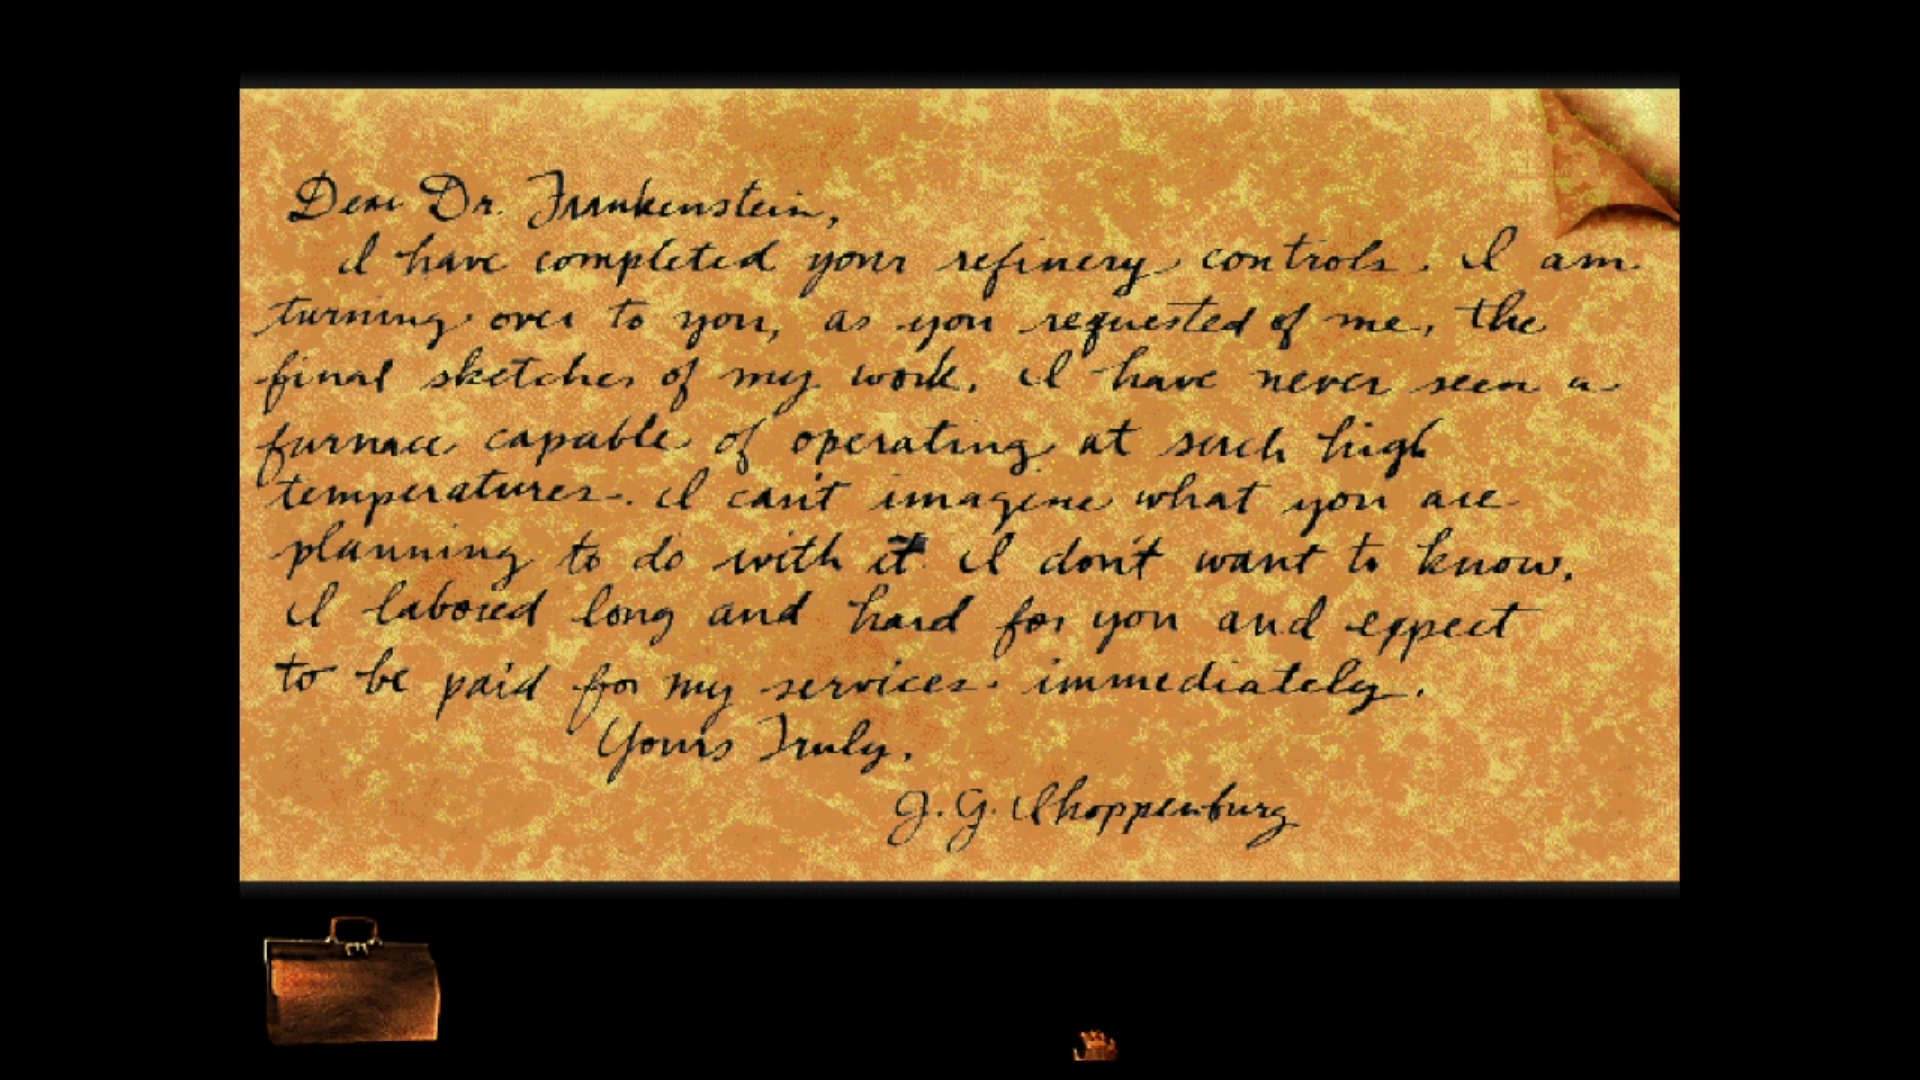 Dear Dr. Frankenstein,
I have completed your refinery controls. I am
turning over to you, as you requested of me, the
final sketches of my work. I have never seen a
furnace capable of operating at such high
temperatures. I can't imagine what you are
planning to do with it. I don't want to know.
I labored long and hard for you and expect
to be paid for my services immediately.
Yours Truly,
J. G. Shoppenburg